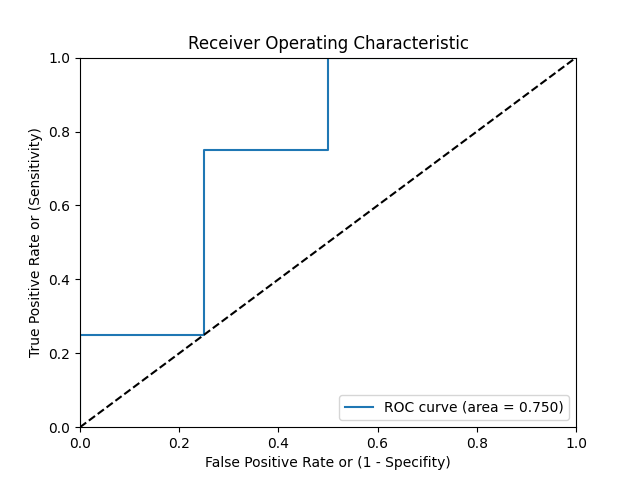 Receiver Operating Characteristic
1.0
0.8
0.6
0.4
0.2
0.0
True Positive Rate or (Sensitivity)
ROC curve (area = 0.750)
0.0 0.2 0.4 0.6 0.8 1.0
False Positive Rate or (1 - Specifity)